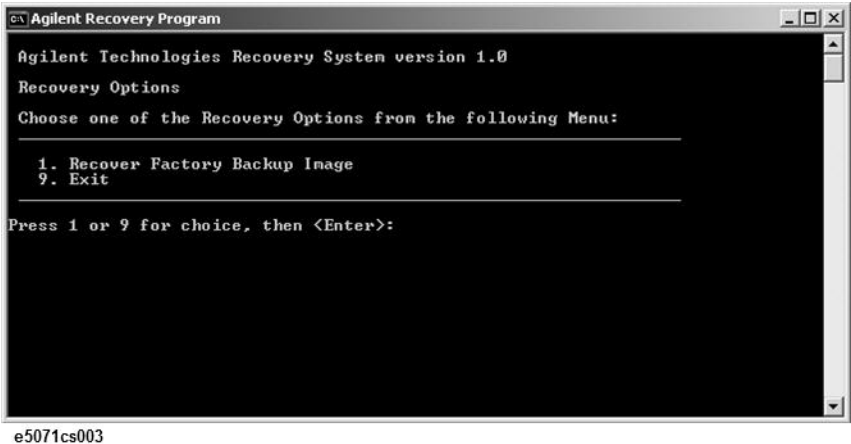 Agilent Recovery Program
Agilent Technologies Recovery System version 1.0
Recovery Options
Choose one of the Recovery Options from the following Menu:
1. Recover Factory Backup Image
9. Exit
Press 1 or 9 for choice, then <Enter>:
e5071cs003